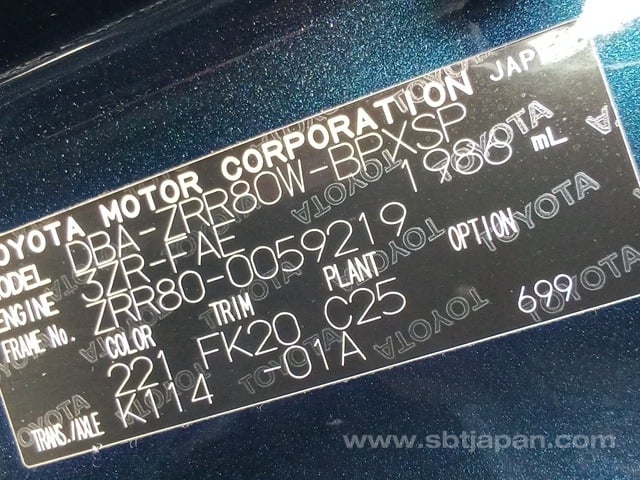 TOYOTA MOTOR CORPORATION JAPAN
MODEL DBA-ZRR80W-BPXSP
ENGINE 3ZR-FAE 1988 mL
FRAME No. ZRR80-0059219
COLOR TRIM PLANT OPTION
221 FK20 C25 699
TRANS./AXLE K114 -01A
www.sbtjapan.com